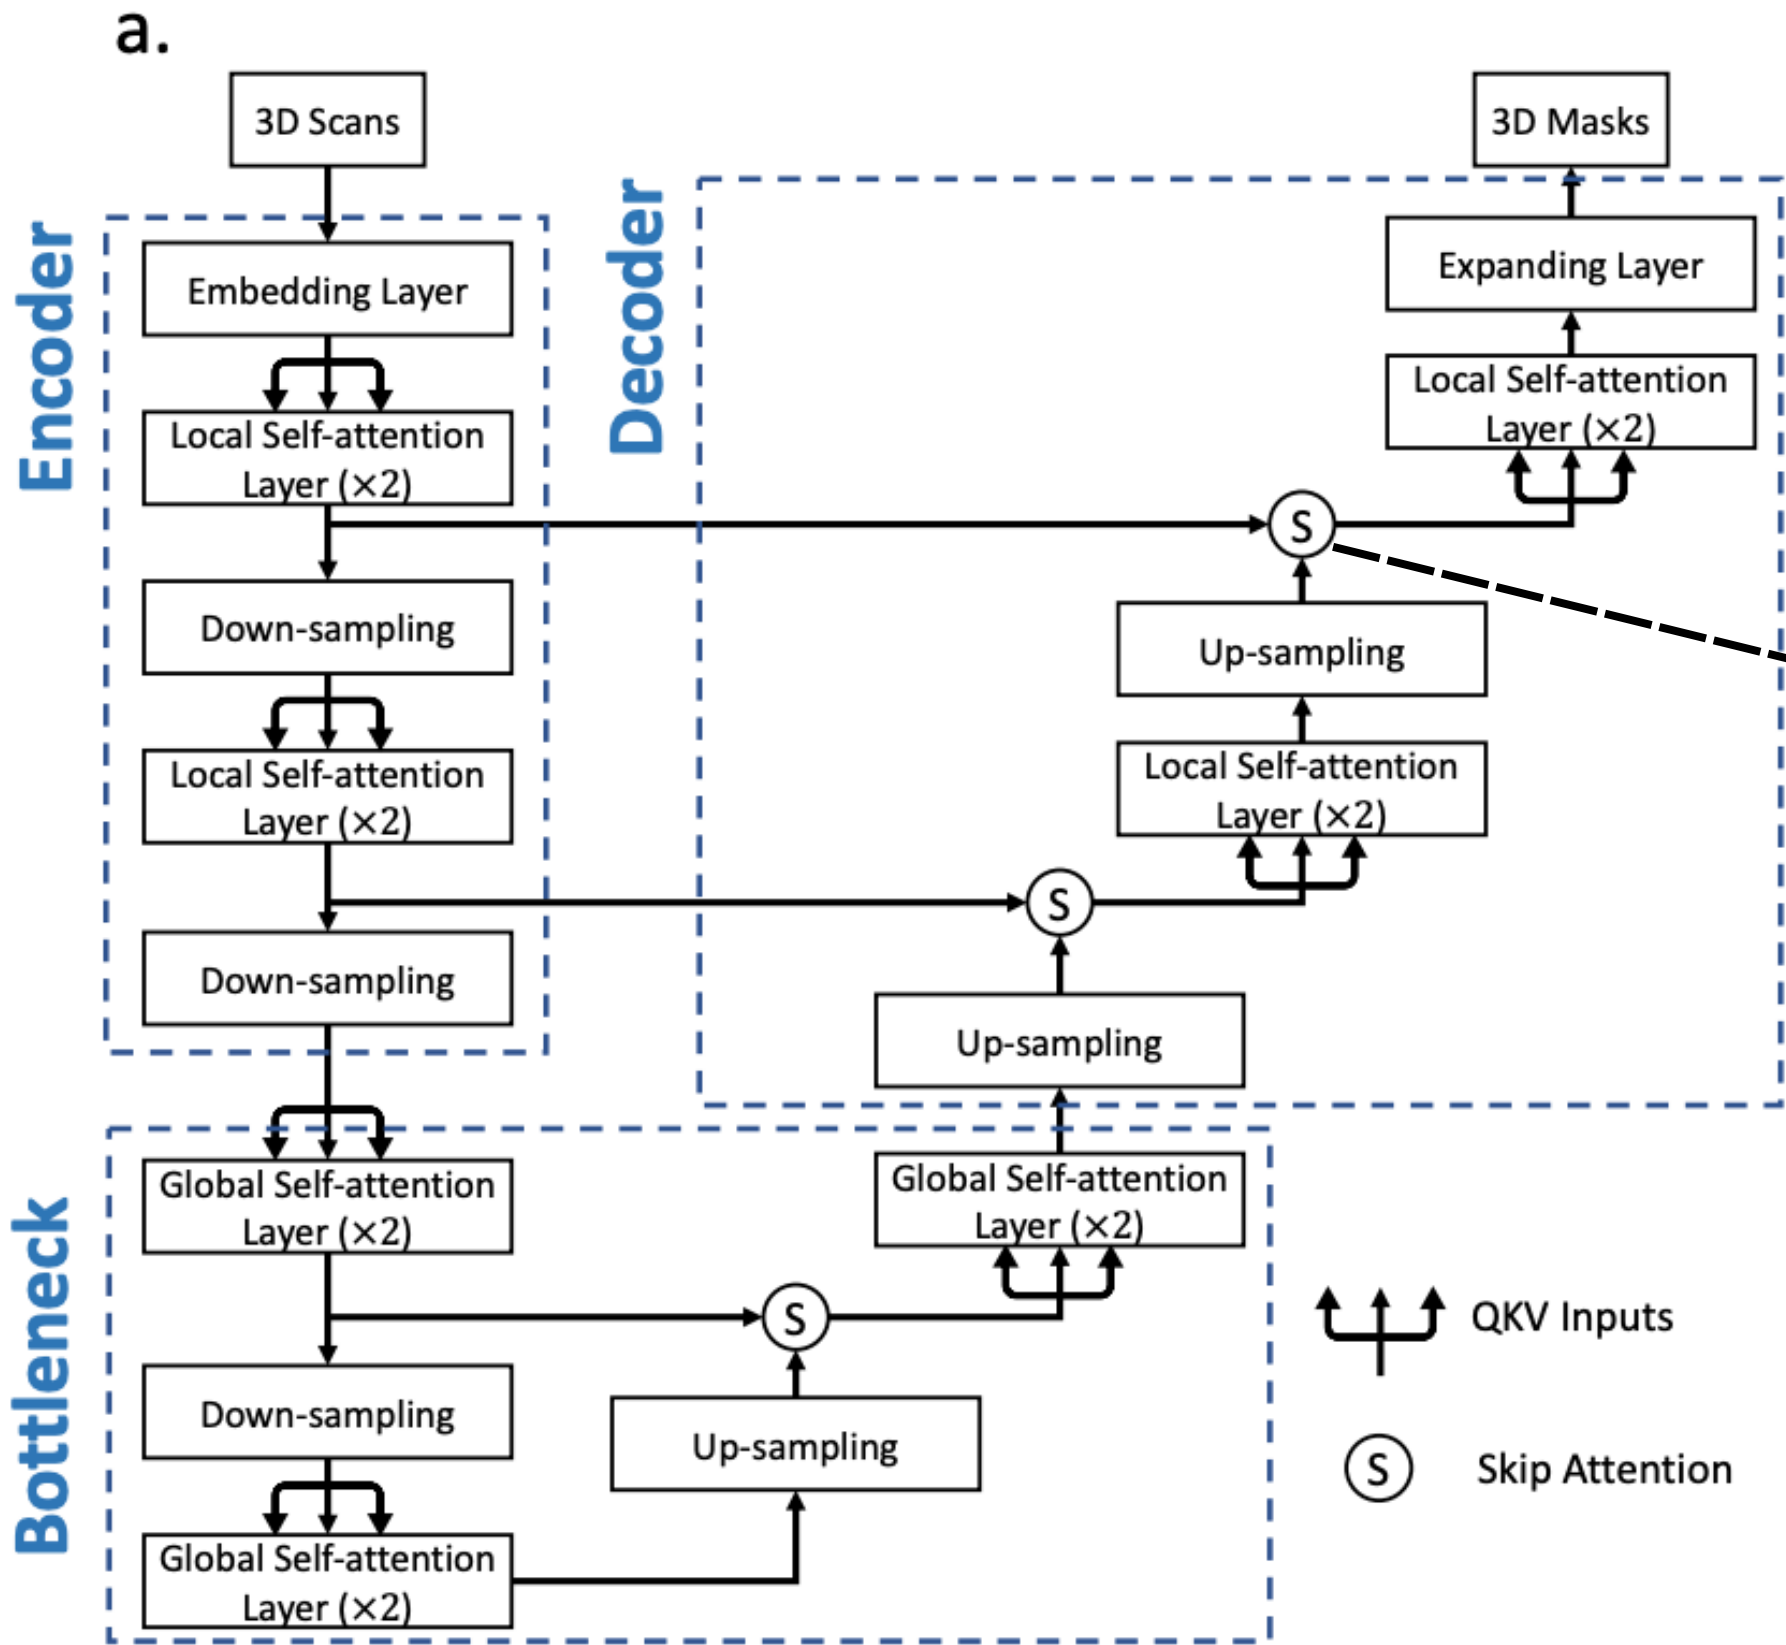 a.
3D Scans
Encoder
Embedding Layer
Local Self-attention
Layer (×2)
Down-sampling
Local Self-attention
Layer (×2)
Down-sampling
Bottleneck
Global Self-attention
Layer (×2)
Down-sampling
Global Self-attention
Layer (×2)
Up-sampling
S
Global Self-attention
Layer (×2)
Decoder
Up-sampling
S
Local Self-attention
Layer (×2)
Up-sampling
S
Local Self-attention
Layer (×2)
Expanding Layer
3D Masks
QKV Inputs
S
Skip Attention